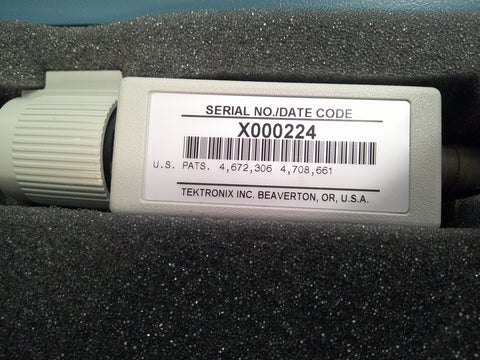 SERIAL NO./DATE CODE
X000224
U.S. PATS. 4,672,306 4,708,661
TEKTRONIX INC. BEAVERTON, OR, U.S.A.